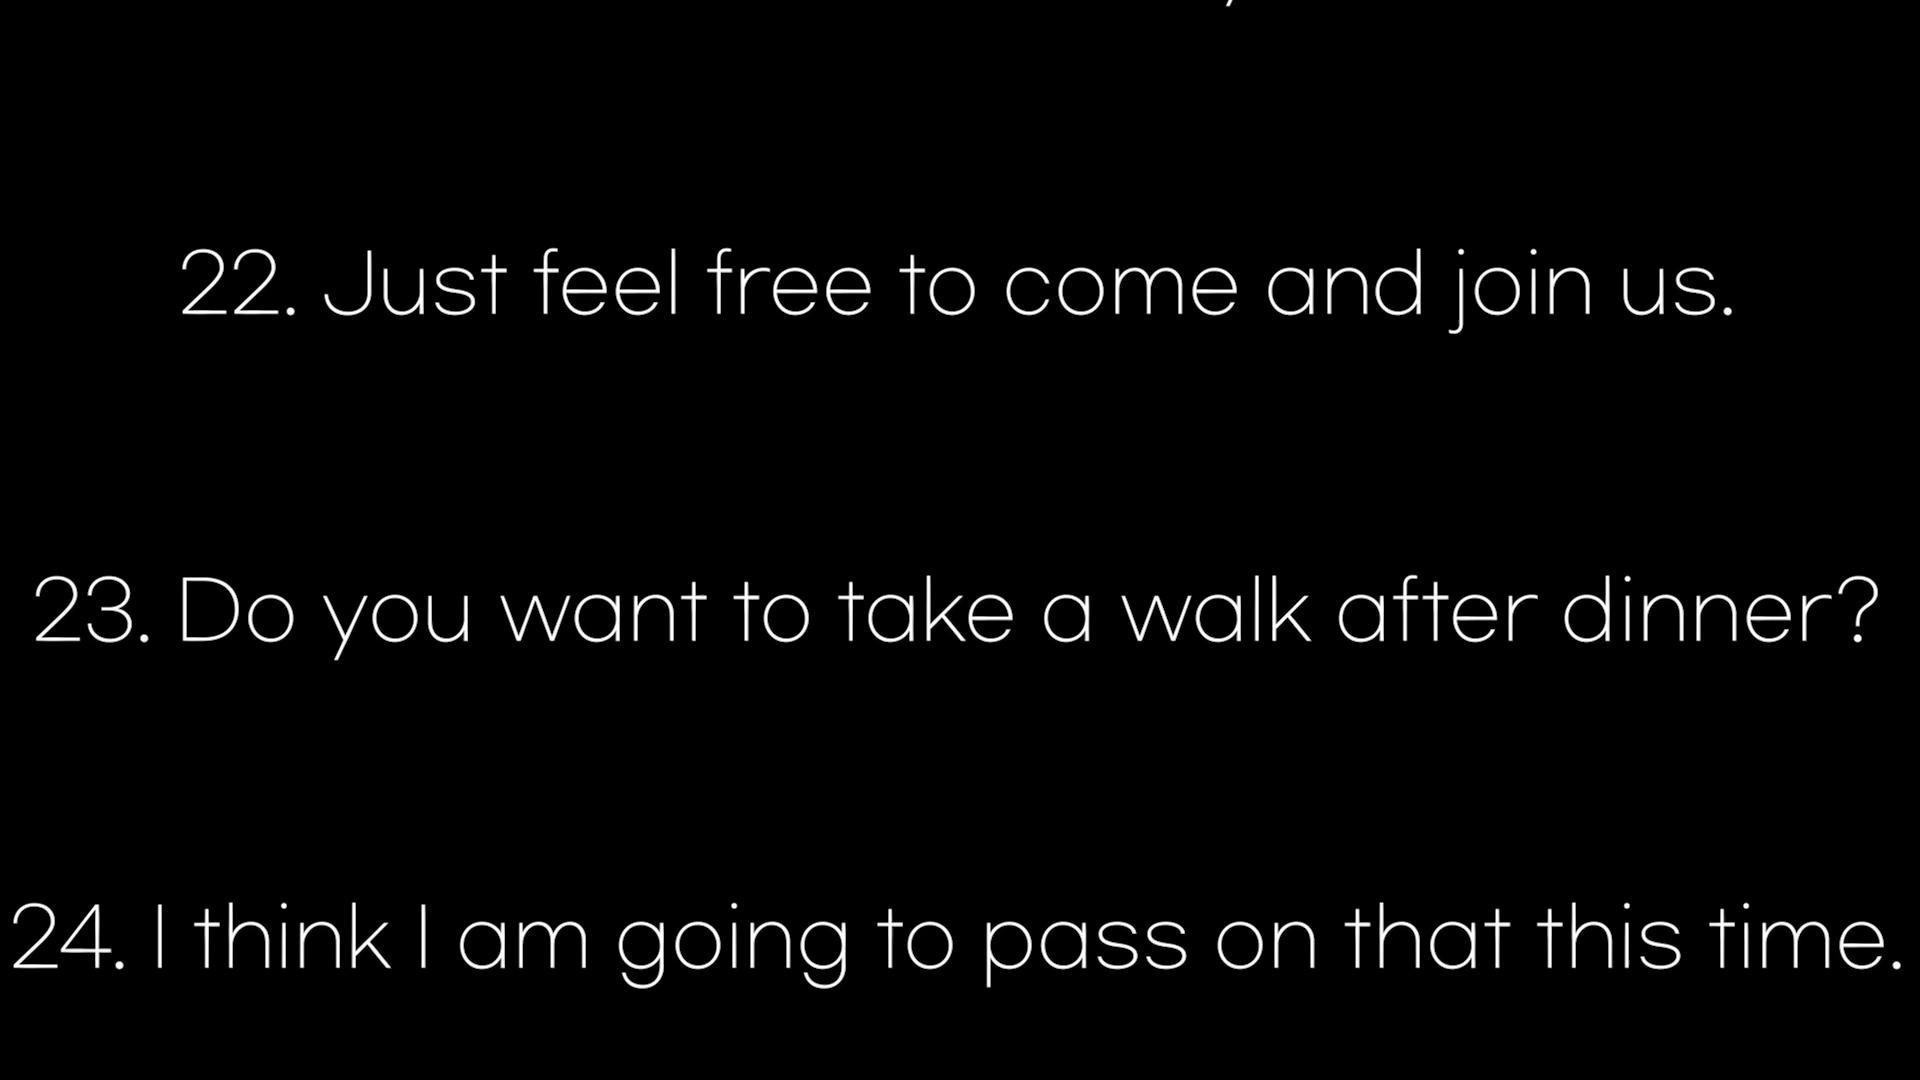 22. Just feel free to come and join us.
23. Do you want to take a walk after dinner?
24. I think I am going to pass on that this time.